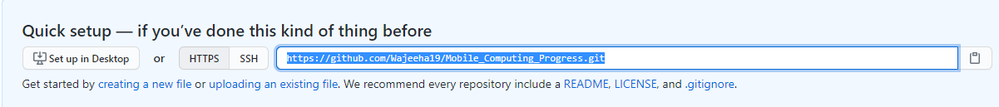 Quick setup — if you've done this kind of thing before
Set up in Desktop or HTTPS SSH https://github.com/Wajeeha19/Mobile_Computing_Progress.git
Get started by creating a new file or uploading an existing file. We recommend every repository include a README, LICENSE, and .gitignore.